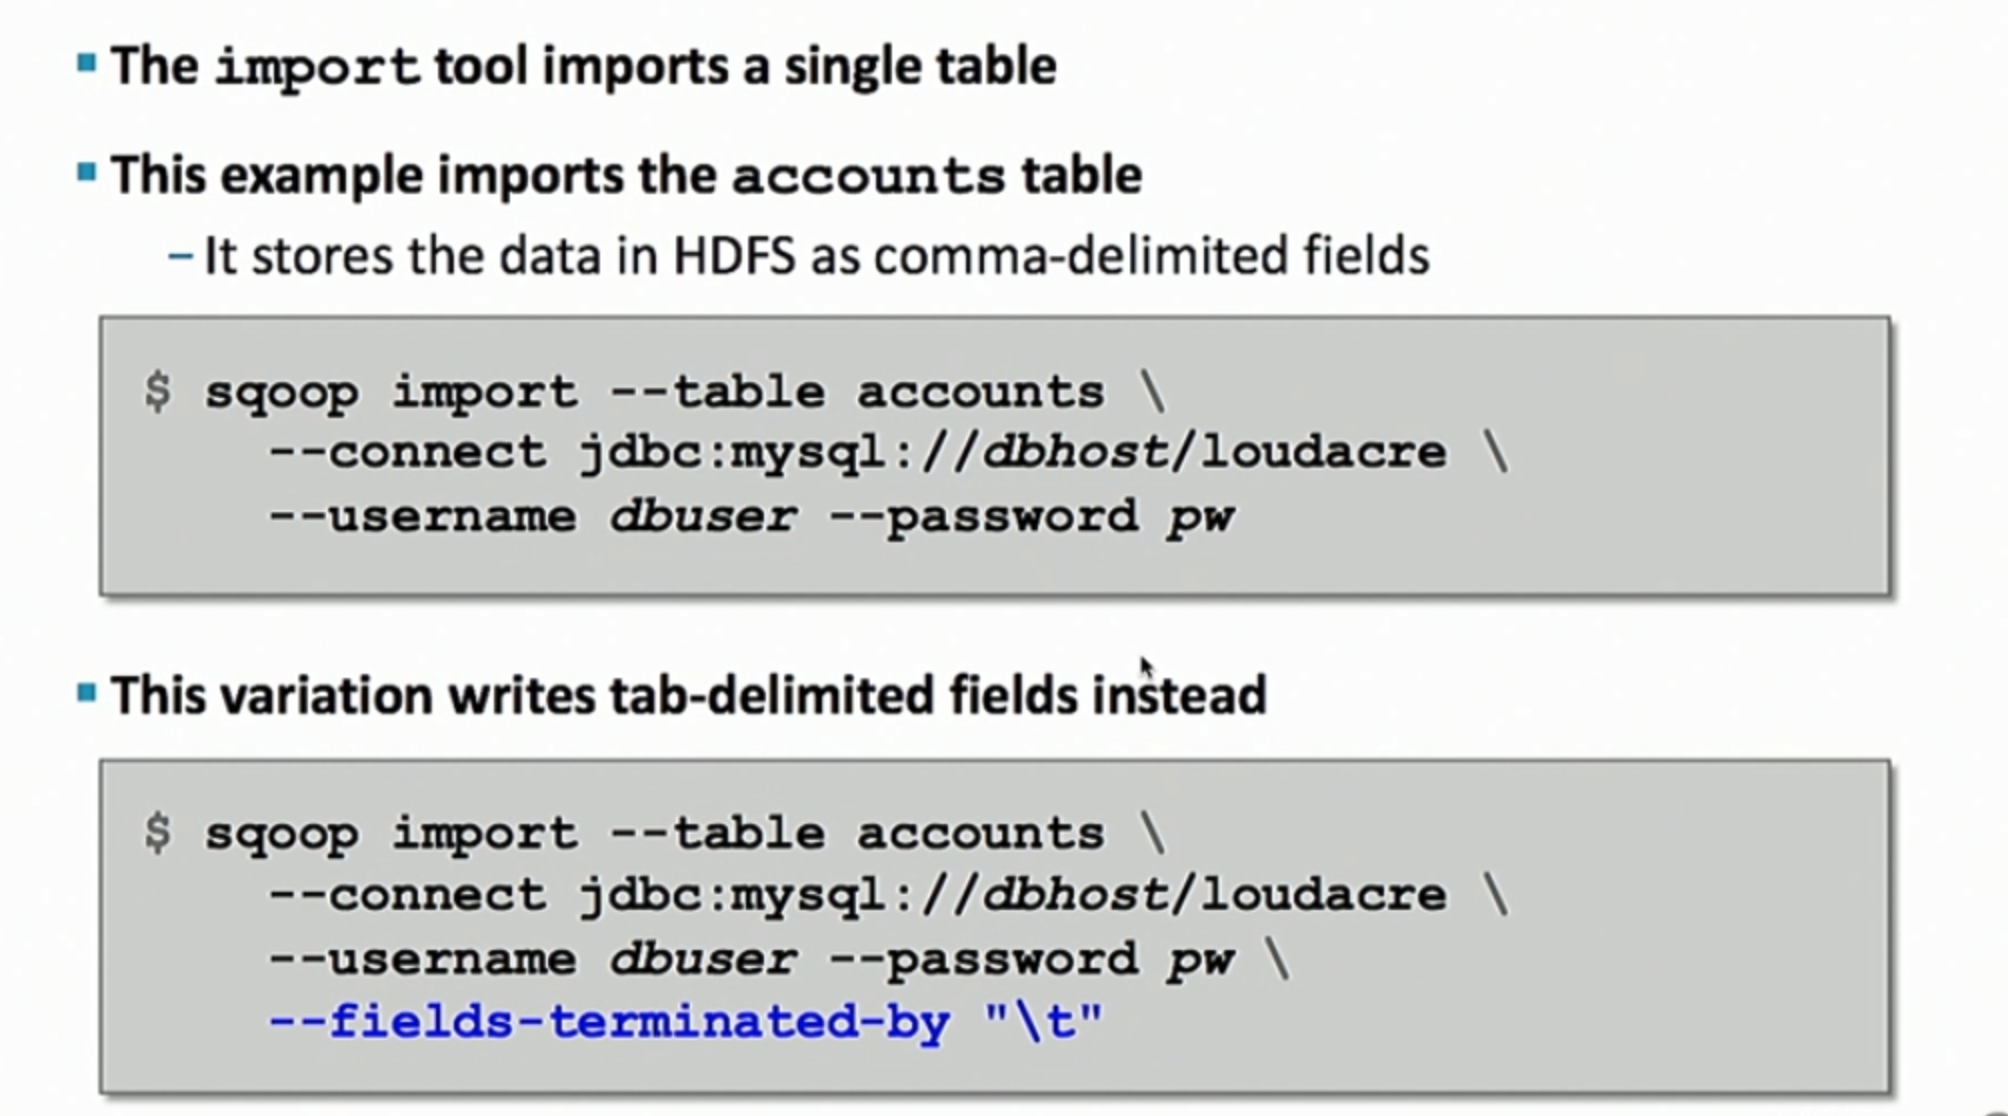 The import tool imports a single table
This example imports the accounts table
– It stores the data in HDFS as comma-delimited fields
$ sqoop import --table accounts \
--connect jdbc:mysql://dbhost/loudacre \
--username dbuser --password pw
This variation writes tab-delimited fields instead
$ sqoop import --table accounts \
--connect jdbc:mysql://dbhost/loudacre \
--username dbuser --password pw \
--fields-terminated-by "\t"